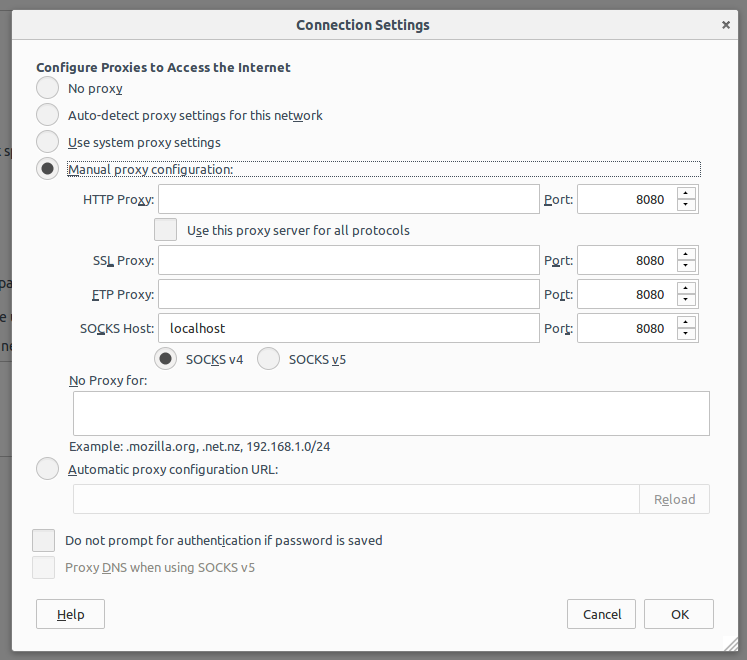 Connection Settings ×
Configure Proxies to Access the Internet
No proxy
Auto-detect proxy settings for this network
Use system proxy settings
Manual proxy configuration:
HTTP Proxy: Port: 8080
Use this proxy server for all protocols
SSL Proxy: Port: 8080
FTP Proxy: Port: 8080
SOCKS Host: localhost Port: 8080
SOCKS v4 SOCKS v5
No Proxy for:
Example: .mozilla.org, .net.nz, 192.168.1.0/24
Automatic proxy configuration URL:
Reload
Do not prompt for authentication if password is saved
Proxy DNS when using SOCKS v5
Help Cancel OK